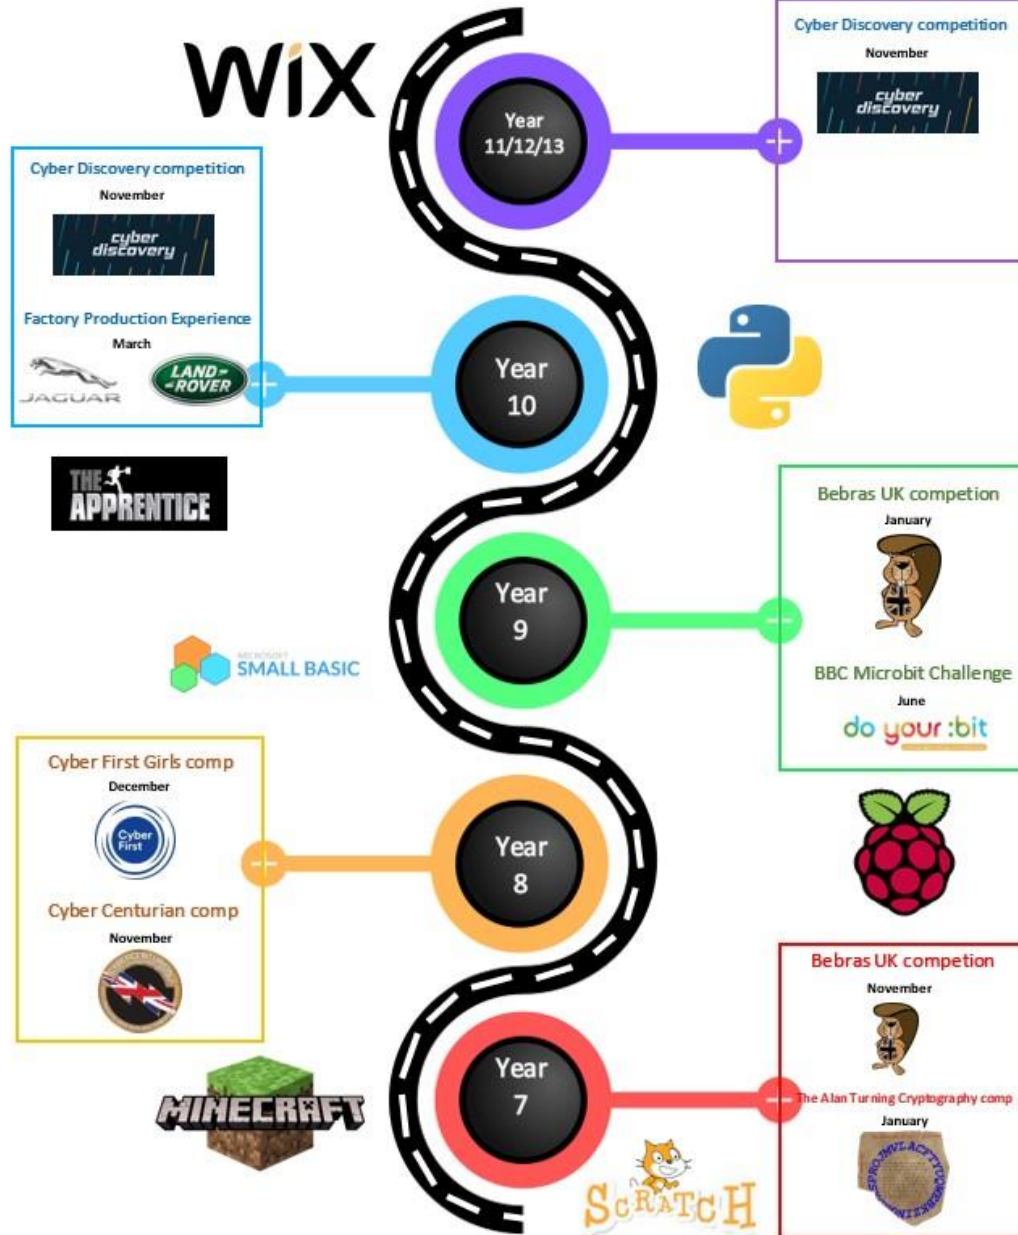 WiX
Year
11/12/13
Cyber Discovery competition
November
cyber
discovery
Cyber Discovery competition
November
cyber
discovery
Factory Production Experience
March
JAGUAR
LAND-
-ROVER
Year
10
THE
APPRENTICE
Bebras UK competion
January
Year
9
BBC Microbit Challenge
June
do your :bit
MICROSOFT
SMALL BASIC
Cyber First Girls comp
December
Cyber
First
Year
8
Cyber Centurian comp
November
Bebras UK competion
November
Year
7
The Alan Turning Cryptography comp
January
MINECRAFT
SCRATCH